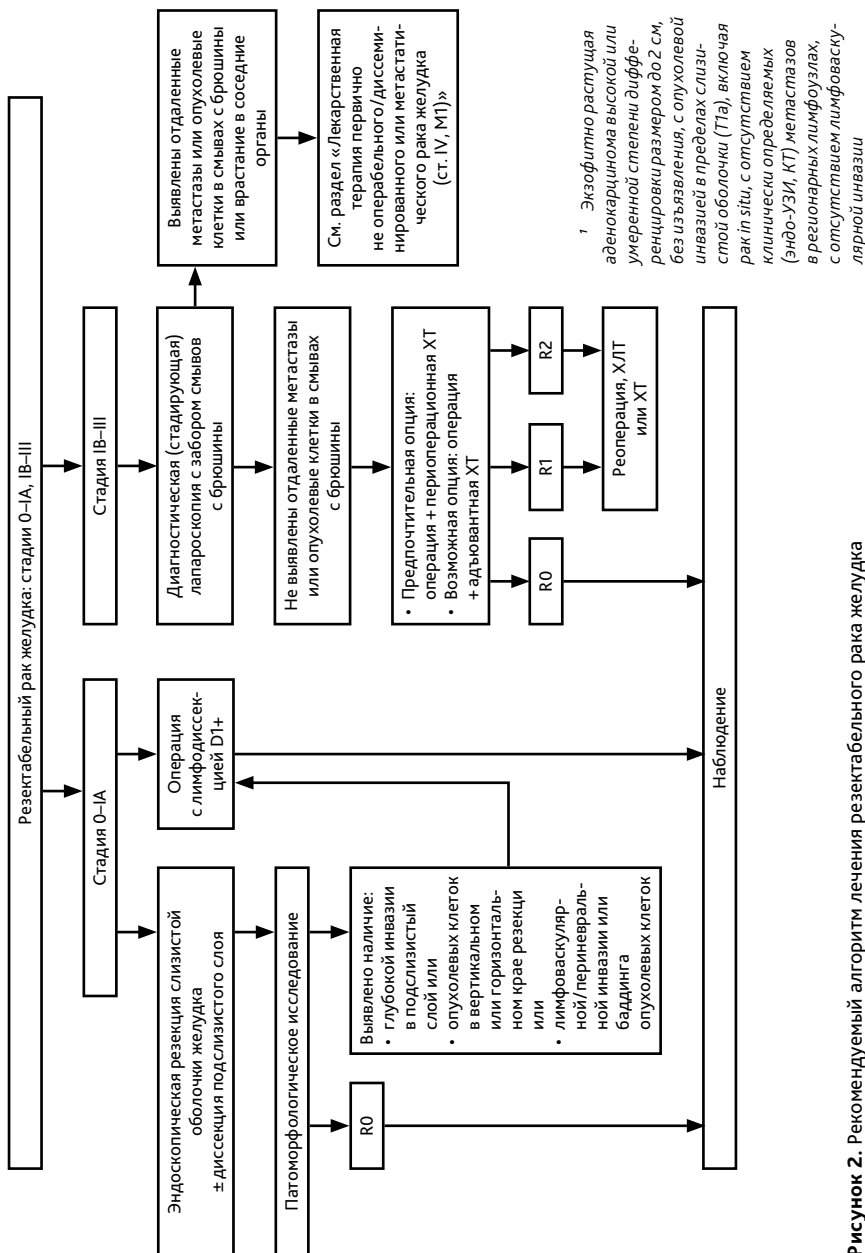 Резектабельный рак желудка: стадии 0–IA, IB–III
Стадия 0–IA
Стадия IB–III
Эндоскопическая резекция слизистой
оболочки желудка
± диссекция подслизистого слоя
Операция
с лимфодиссек-
цией D1+
Диагностическая (стадирующая)
лапароскопия с забором смывов
с брюшины
Выявлены отдаленные
метастазы или опухолевые
клетки в смывах с брюшины
или врастание в соседние
органы
Патоморфологическое исследование
Не выявлены отдаленные метастазы
или опухолевые клетки в смывах
с брюшины
См. раздел «Лекарственная
терапия первично
не операбельного/диссеми-
нированного или метастати-
ческого рака желудка
(ст. IV, M1)»
R0
Выявлено наличие:
• глубокой инвазии
в подслизистый
слой или
• опухолевых клеток
в вертикальном
или горизонталь-
ном крае резекци
или
• лимфоваскуляр-
ной/периневраль-
ной инвазии или
баддинга
опухолевых клеток
• Предпочтительная опция:
операция + периоперационная ХТ
• Возможная опция: операция
+ адъювантная ХТ
R0
R1
R2
Реоперация, ХЛТ
или ХТ
Наблюдение
1 Экзофитно растущая
аденокарцинома высокой или
умеренной степени диффе-
ренцировки размером до 2 см,
без изъязвления, с опухолевой
инвазией в пределах слизи-
стой оболочки (T1a), включая
рак in situ, с отсутствием
клинически определяемых
(эндо-УЗИ, КТ) метастазов
в регионарных лимфоузлах,
с отсутствием лимфоваску-
лярной инвазии
Рисунок 2. Рекомендуемый алгоритм лечения резектабельного рака желудка